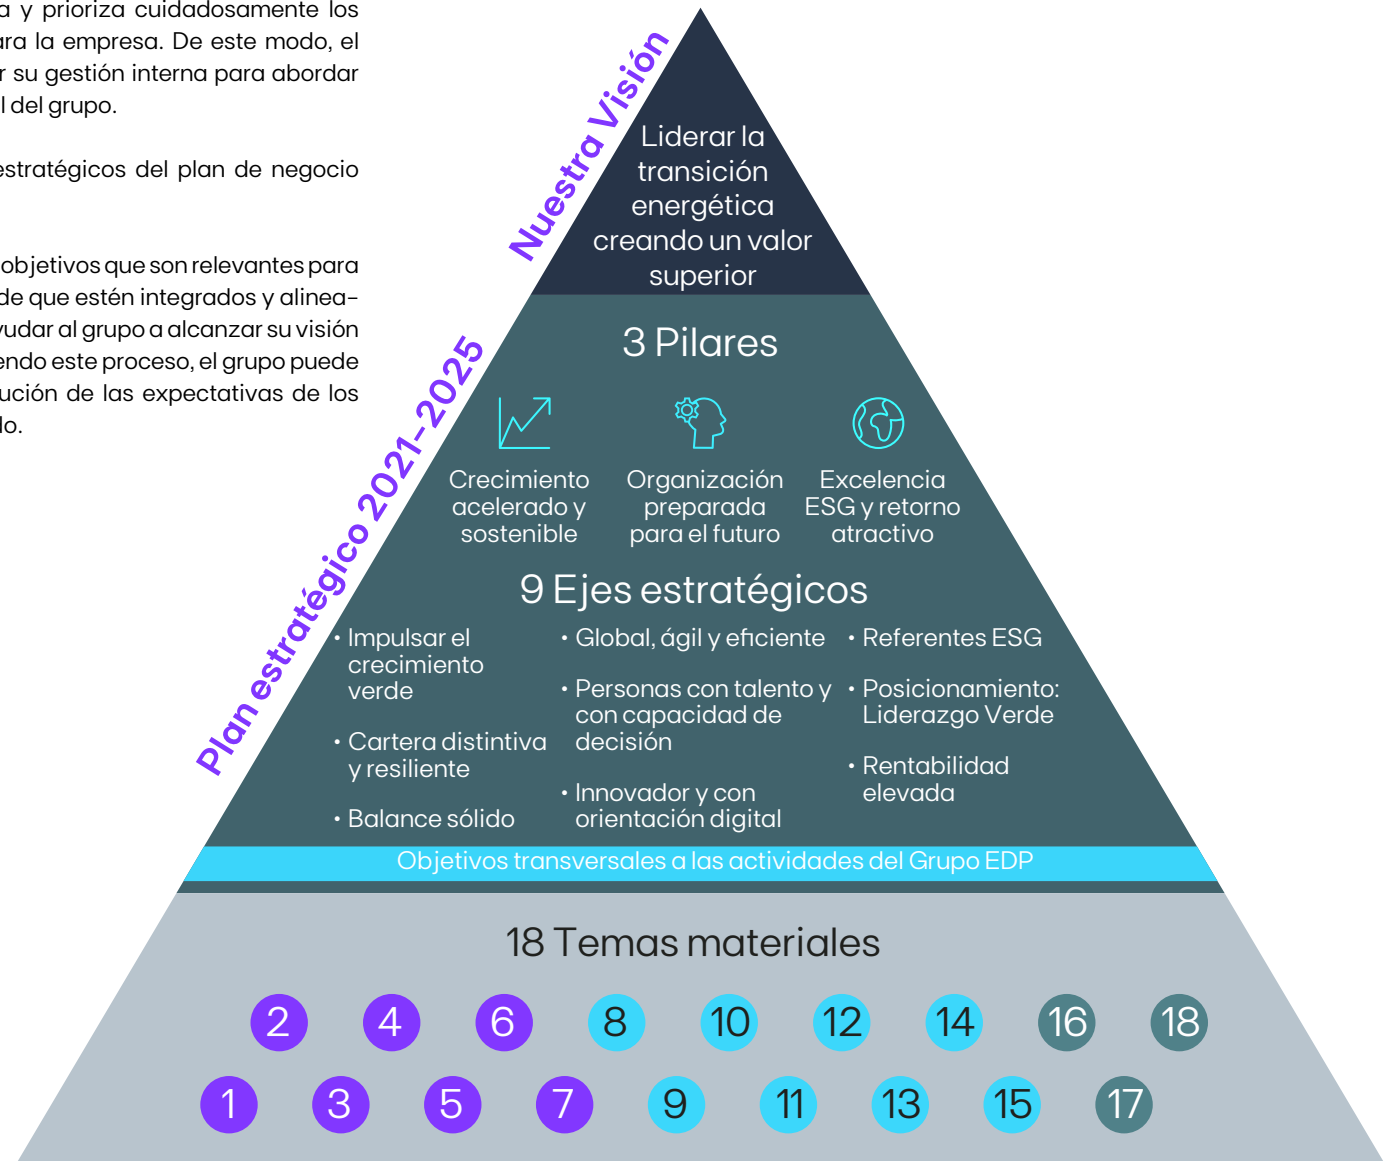 a y prioriza cuidadosamente los
ara la empresa. De este modo, el
r su gestión interna para abordar
l del grupo.
estratégicos del plan de negocio
objetivos que son relevantes para
de que estén integrados y alinea-
yudar al grupo a alcanzar su visión
endo este proceso, el grupo puede
lución de las expectativas de los
do.
Nuestra Visión
Liderar la
transición
energética
creando un valor
superior
Plan estratégico 2021-2025
3 Pilares
Crecimiento
acelerado y
sostenible
Organización
preparada
para el futuro
Excelencia
ESG y retorno
atractivo
9 Ejes estratégicos
• Impulsar el
crecimiento
verde
• Cartera distintiva
y resiliente
• Balance sólido
• Global, ágil y eficiente
• Personas con talento y
con capacidad de
decisión
• Innovador y con
orientación digital
• Referentes ESG
• Posicionamiento:
Liderazgo Verde
• Rentabilidad
elevada
Objetivos transversales a las actividades del Grupo EDP
18 Temas materiales
2 4 6 8 10 12 14 16 18
1 3 5 7 9 11 13 15 17